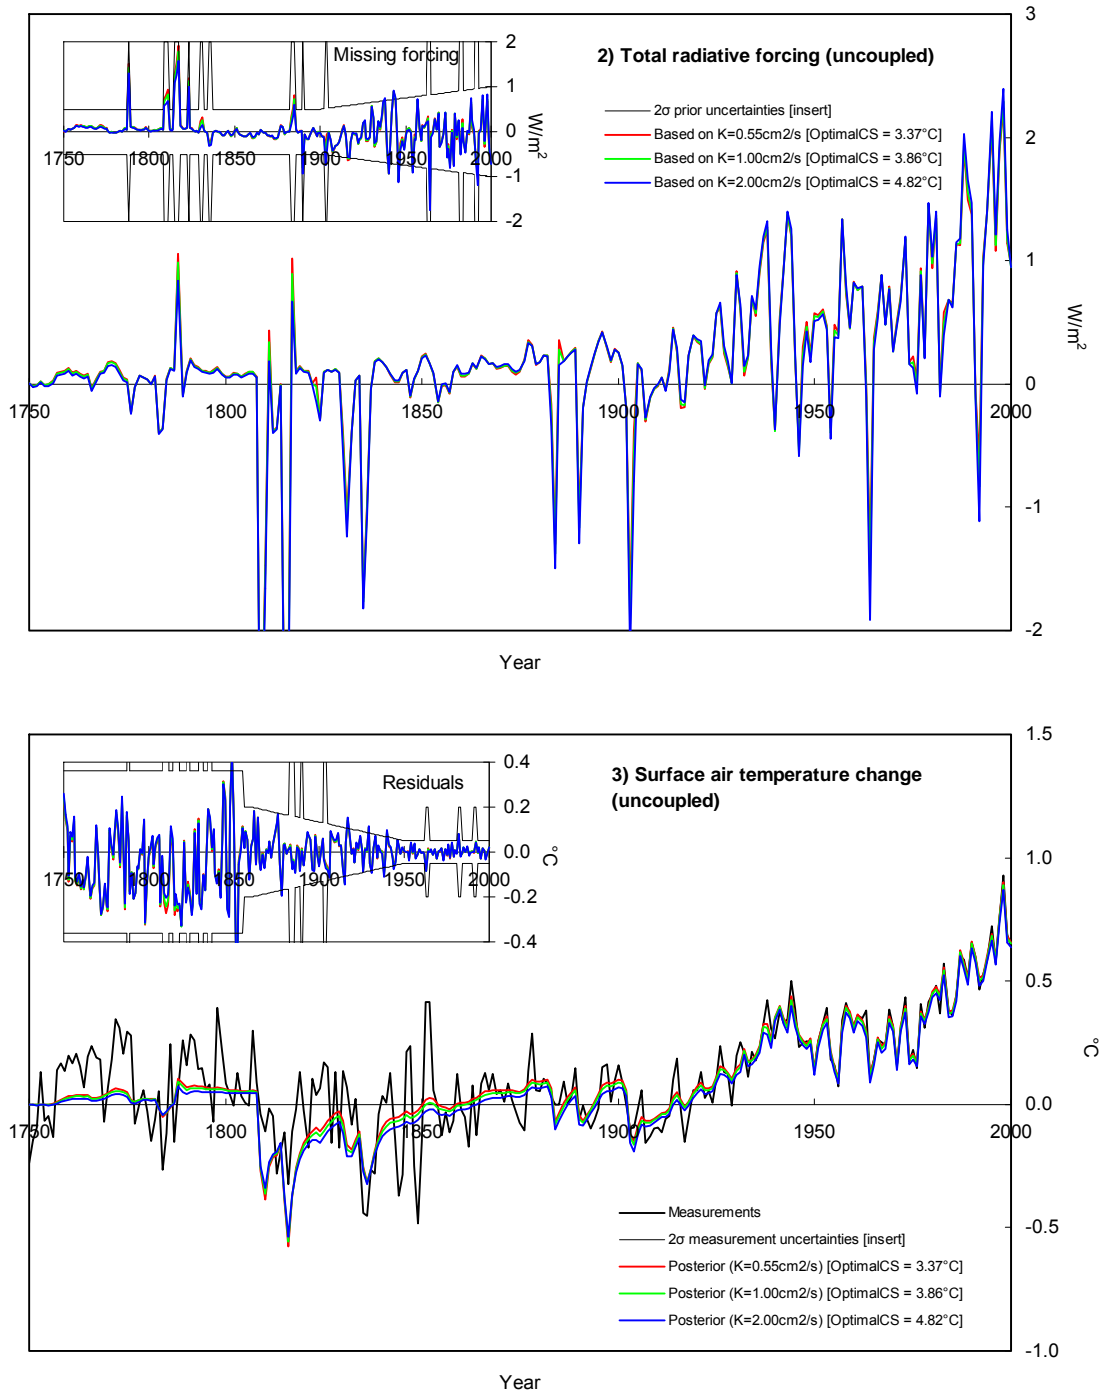 3
2) Total radiative forcing (uncoupled)
Missing forcing
2
1
0
-1
-2
W/m²
1750 1800 1850 1900 1950 2000
2σ prior uncertainties [insert]
Based on K=0.55cm2/s [OptimalCS = 3.37°C]
Based on K=1.00cm2/s [OptimalCS = 3.86°C]
Based on K=2.00cm2/s [OptimalCS = 4.82°C]
2
1
W/m²
0
1750 1800 1850 1900 1950 2000
-1
-2
Year
1.5
3) Surface air temperature change
(uncoupled)
Residuals
0.4
0.2
0.0
-0.2
-0.4
°C
1750 1800 1850 1900 1950 2000
1.0
0.5
°C
0.0
1750 1800 1850 1900 1950 2000
Measurements
2σ measurement uncertainties [insert]
Posterior (K=0.55cm2/s) [OptimalCS = 3.37°C]
Posterior (K=1.00cm2/s) [OptimalCS = 3.86°C]
Posterior (K=2.00cm2/s) [OptimalCS = 4.82°C]
-0.5
-1.0
Year